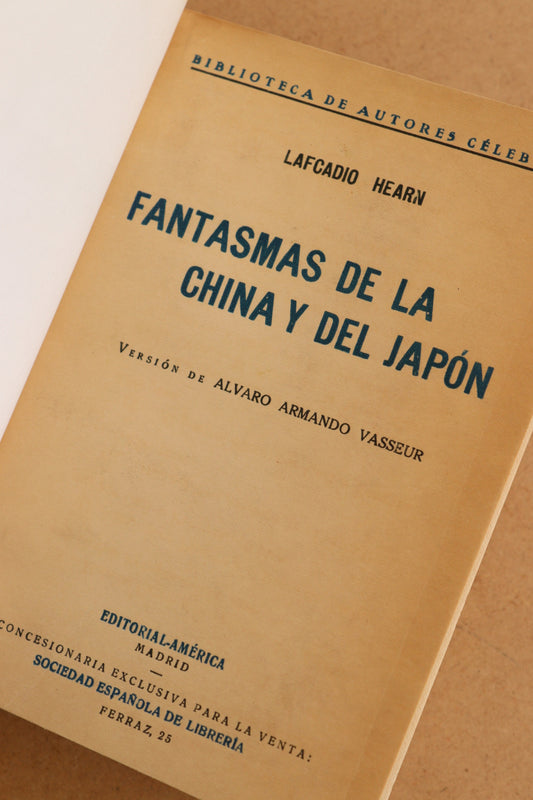 BIBLIOTECA DE AUTORES CÉLEB
LAFCADIO HEARN
FANTASMAS DE LA
CHINA Y DEL JAPÓN
VERSIÓN DE ALVARO ARMANDO VASSEUR
EDITORIAL-AMÉRICA
MADRID
—
CONCESIONARIA EXCLUSIVA PARA LA VENTA:
SOCIEDAD ESPAÑOLA DE LIBRERÍA
FERRAZ, 25